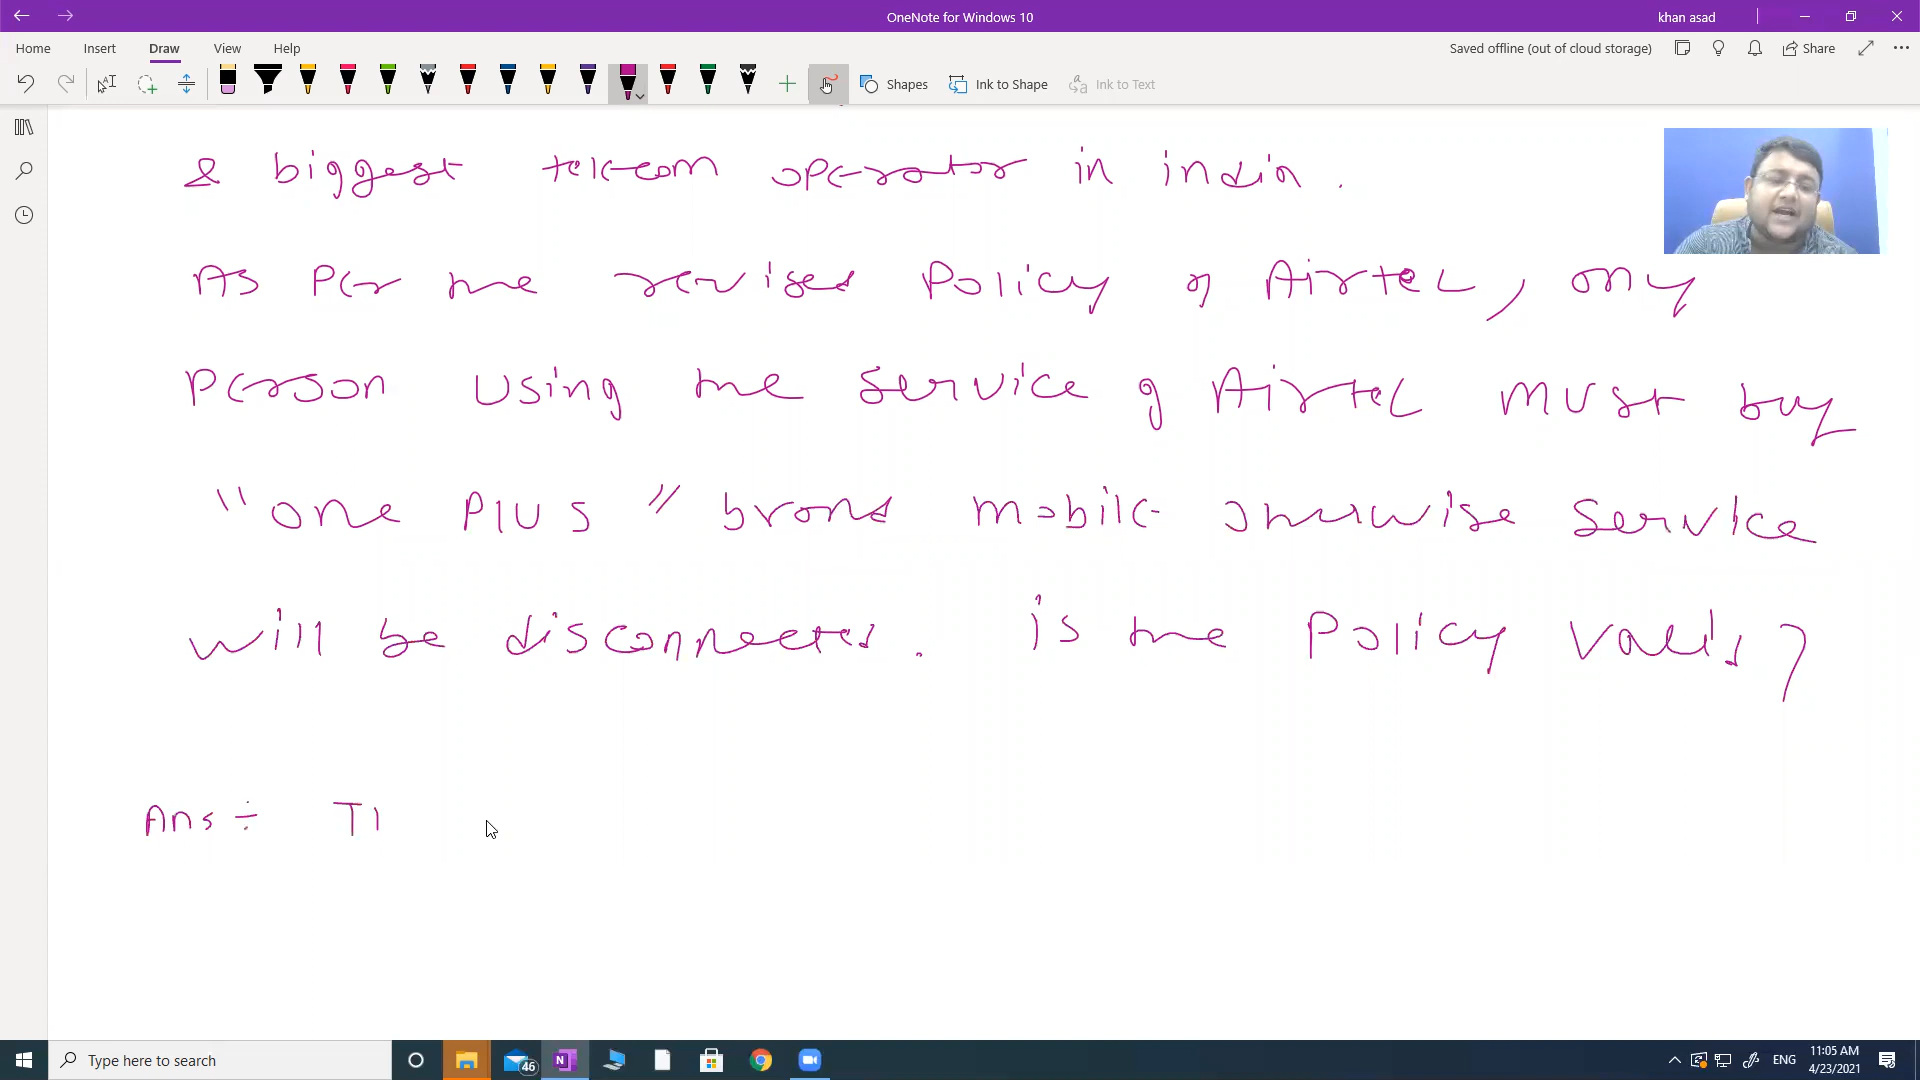 OneNote for Windows 10
khan asad
Home Insert Draw View Help
Saved offline (out of cloud storage) Share
Shapes Ink to Shape Ink to Text
& biggest telecom operator in india.
As Per the revised Policy of Airtel, any
Person using the service of Airtel must buy
"one Plus" brand mobile otherwise service
will be disconnected. is the Policy valid?
Ans ÷ Th
Type here to search
46
ENG
11:05 AM
4/23/2021